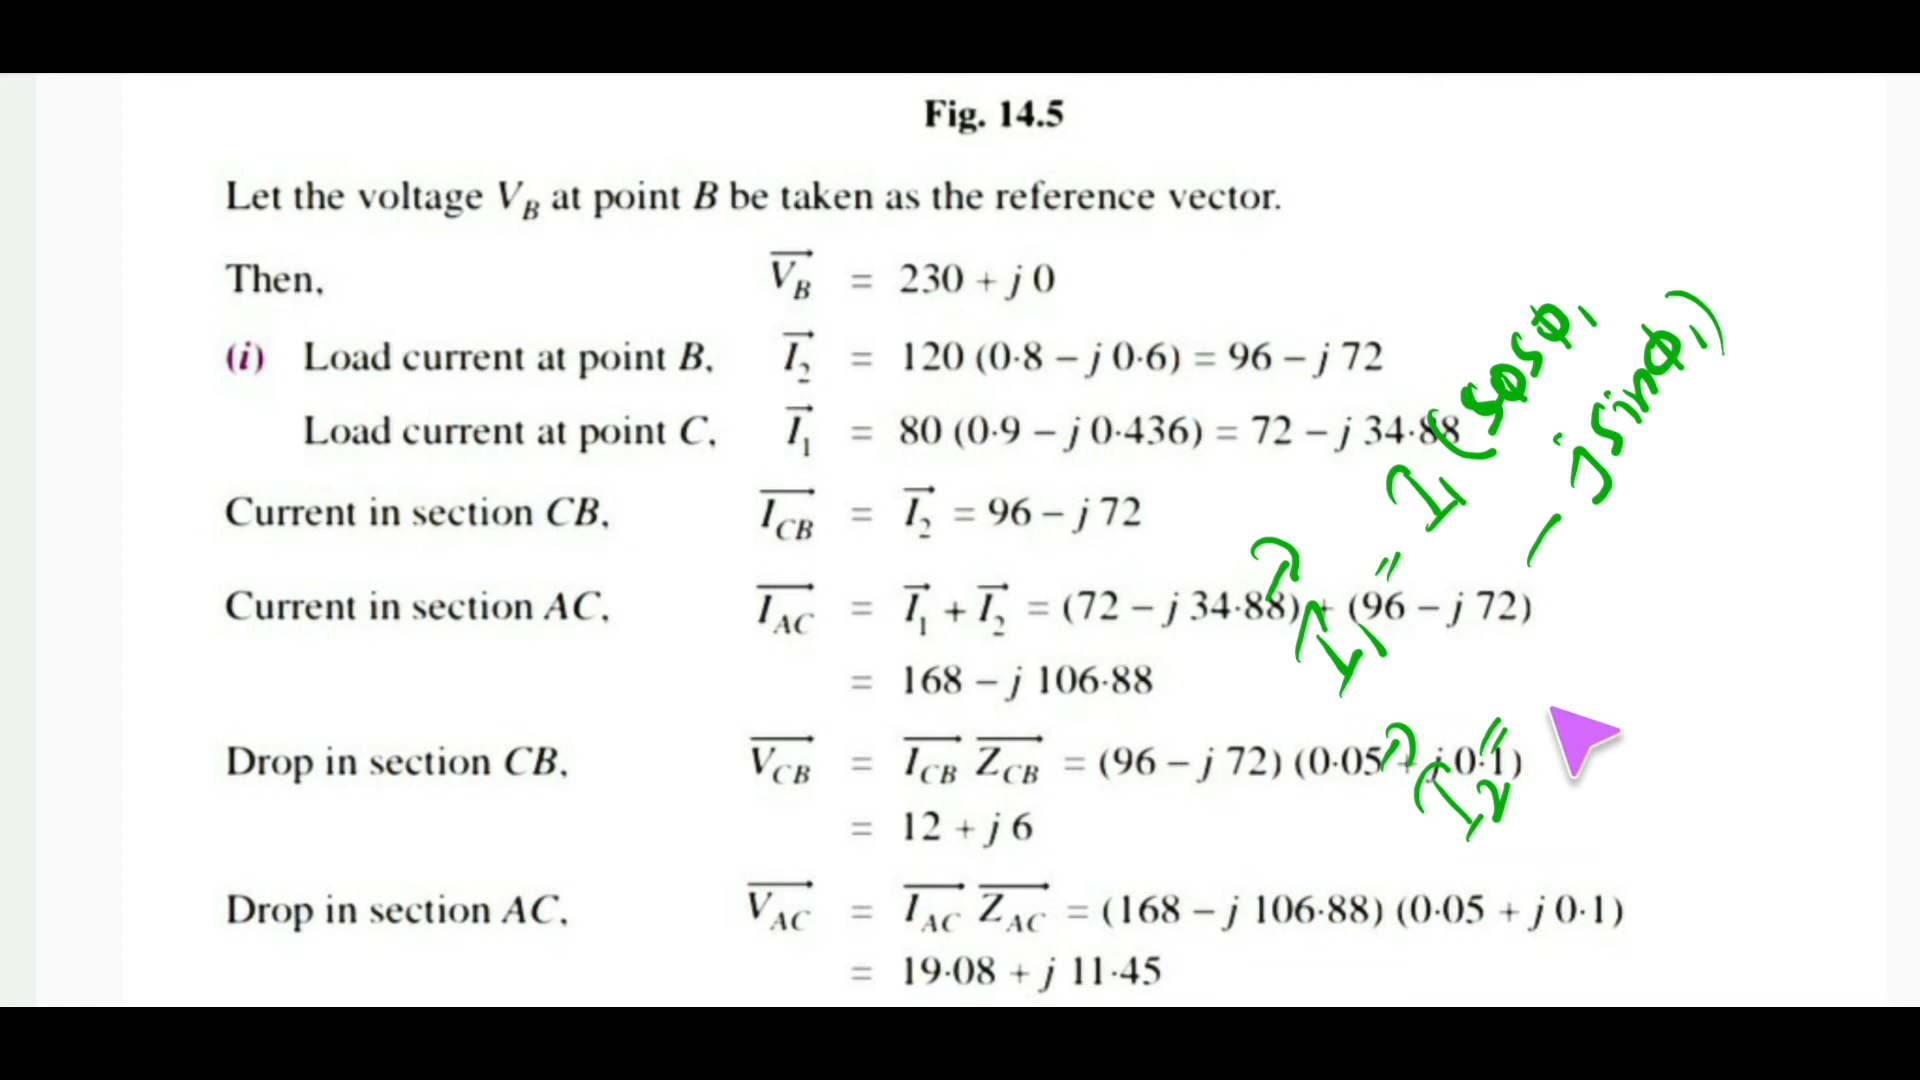 Fig. 14.5
Let the voltage V_B at point B be taken as the reference vector.
Then, V_B = 230 + j 0
(i) Load current at point B, I_2 = 120 (0·8 – j 0·6) = 96 – j 72
Load current at point C, I_1 = 80 (0·9 – j 0·436) = 72 – j 34·88
Current in section CB, I_CB = I_2 = 96 – j 72
Current in section AC, I_AC = I_1 + I_2 = (72 – j 34·88) + (96 – j 72)
= 168 – j 106·88
Drop in section CB, V_CB = I_CB Z_CB = (96 – j 72) (0·05 + j 0·1)
= 12 + j 6
Drop in section AC, V_AC = I_AC Z_AC = (168 – j 106·88) (0·05 + j 0·1)
= 19·08 + j 11·45
I_1 = I_1 (cosφ_1
– j sinφ_1)
I_2 =